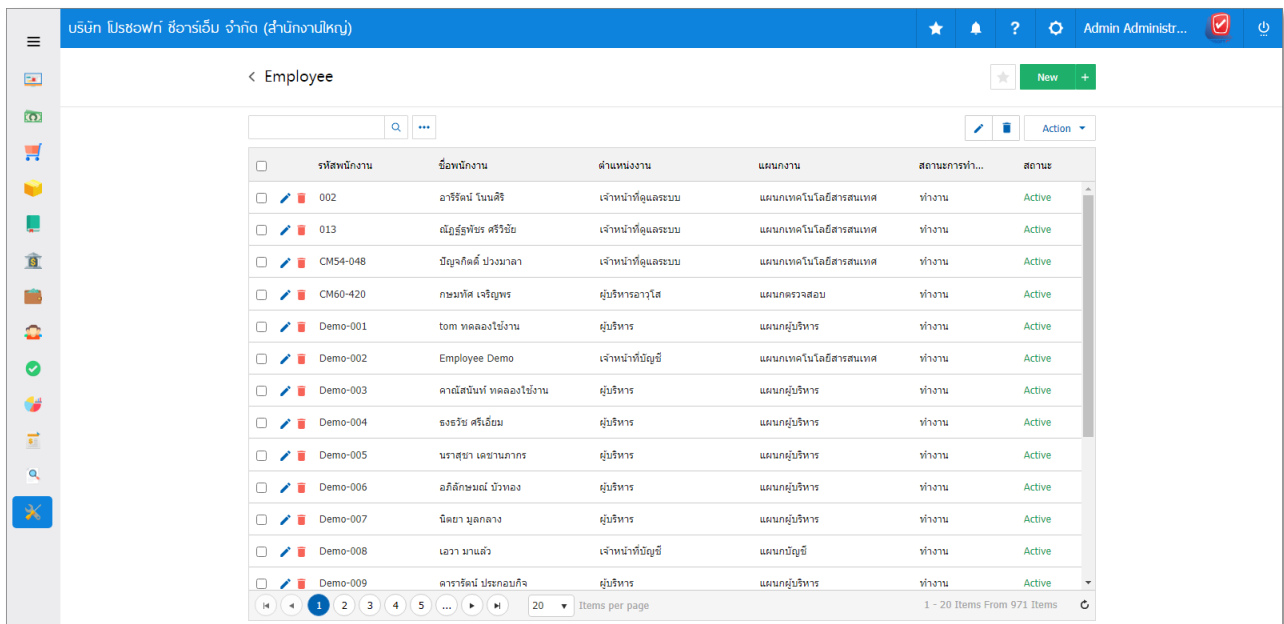 บริษัท โปรซอฟท์ ซีอาร์เอ็ม จำกัด (สำนักงานใหญ่) ? Admin Administr...
Employee New +
... Action
รหัสพนักงาน ชื่อพนักงาน ตำแหน่งงาน แผนกงาน สถานะการทำ... สถานะ
002 อารีรัตน์ โนนศิริ เจ้าหน้าที่ดูแลระบบ แผนกเทคโนโลยีสารสนเทศ ทำงาน Active
013 ณัฏฐ์ฐพัชร ศรีวิชัย เจ้าหน้าที่ดูแลระบบ แผนกเทคโนโลยีสารสนเทศ ทำงาน Active
CM54-048 ปัญจกิตติ์ ปวงมาลา เจ้าหน้าที่ดูแลระบบ แผนกเทคโนโลยีสารสนเทศ ทำงาน Active
CM60-420 กษมทัศ เจริญพร ผู้บริหารอาวุโส แผนกตรวจสอบ ทำงาน Active
Demo-001 tom ทดลองใช้งาน ผู้บริหาร แผนกผู้บริหาร ทำงาน Active
Demo-002 Employee Demo เจ้าหน้าที่บัญชี แผนกเทคโนโลยีสารสนเทศ ทำงาน Active
Demo-003 คาณัสนันท์ ทดลองใช้งาน ผู้บริหาร แผนกผู้บริหาร ทำงาน Active
Demo-004 ธงธวัช ศรีเอี่ยม ผู้บริหาร แผนกผู้บริหาร ทำงาน Active
Demo-005 นราสุชา เดชานภากร ผู้บริหาร แผนกผู้บริหาร ทำงาน Active
Demo-006 อภิลักษมณ์ บัวทอง ผู้บริหาร แผนกผู้บริหาร ทำงาน Active
Demo-007 นิตยา มูลกลาง ผู้บริหาร แผนกผู้บริหาร ทำงาน Active
Demo-008 เอวา มาแล้ว เจ้าหน้าที่บัญชี แผนกบัญชี ทำงาน Active
Demo-009 ดารารัตน์ ประกอบกิจ ผู้บริหาร แผนกผู้บริหาร ทำงาน Active
1 2 3 4 5 ... 20 Items per page 1 - 20 Items From 971 Items